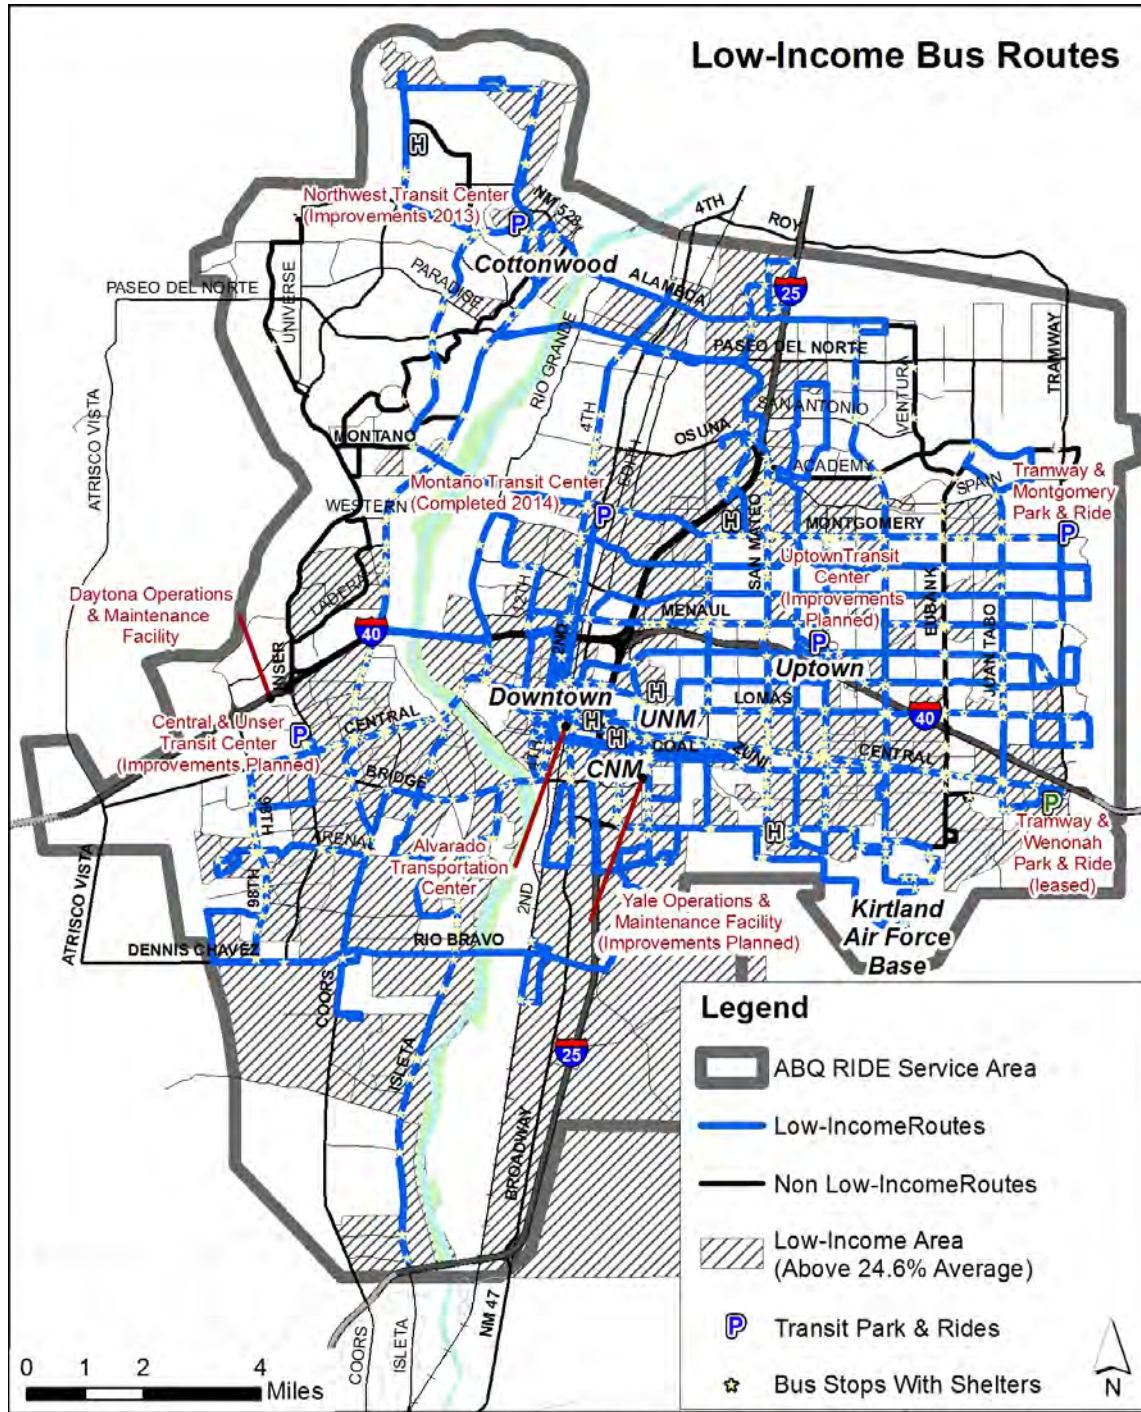 Low-Income Bus Routes
H
Northwest Transit Center
(Improvements 2013)
P
NM 528
4TH
ROY
Cottonwood
PARADISE
ALAMEDA
25
PASEO DEL NORTE
UNIVERSE
RIO GRANDE
PASEO DEL NORTE
TRAMWAY
VENTURA
SAN ANTONIO
ATRISCO VISTA
4TH
EDITH
OSUNA
MONTANO
ACADEMY
SPAIN
Tramway &
Montgomery
Park & Ride
P
Montaño Transit Center
(Completed 2014)
P
WESTERN
H
SAN MATEO
MONTGOMERY
UptownTransit
Center
(Improvements
Planned)
P
LADERA
12TH
MENAUL
EUBANK
JUAN TABO
Daytona Operations
& Maintenance
Facility
40
2ND
Uptown
UNSER
Downtown
H
UNM
LOMAS
40
Central & Unser
Transit Center
(Improvements Planned)
P
CENTRAL
H
H
COAL
ZUNI
CENTRAL
4TH
CNM
BRIDGE
98TH
P
Tramway &
Wenonah
Park & Ride
(leased)
H
ARENAL
Alvarado
Transportation
Center
98TH
2ND
Yale Operations &
Maintenance Facility
(Improvements Planned)
Kirtland
Air Force
Base
ATRISCO VISTA
DENNIS CHAVEZ
RIO BRAVO
COORS
ISLETA
25
BROADWAY
NM 47
COORS
ISLETA
Legend
ABQ RIDE Service Area
Low-IncomeRoutes
Non Low-IncomeRoutes
Low-Income Area
(Above 24.6% Average)
P Transit Park & Rides
Bus Stops With Shelters
N
0 1 2 4
Miles